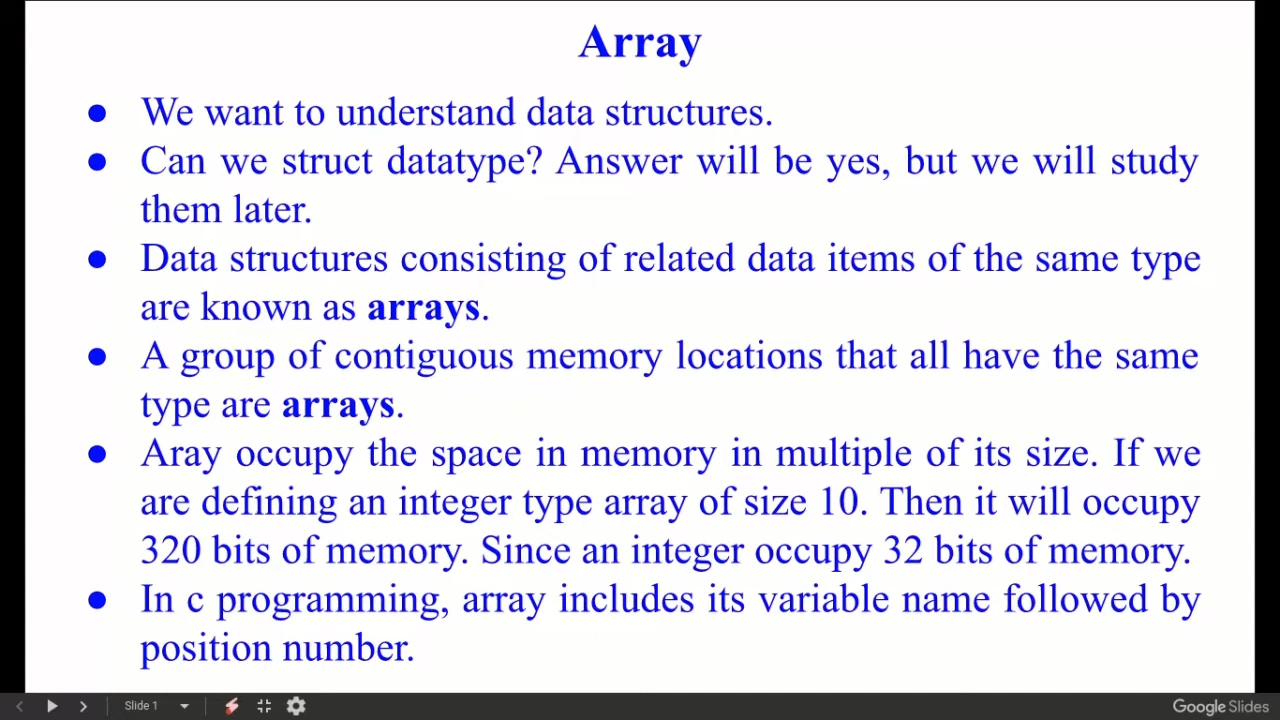 Array
● We want to understand data structures.
● Can we struct datatype? Answer will be yes, but we will study
them later.
● Data structures consisting of related data items of the same type
are known as arrays.
● A group of contiguous memory locations that all have the same
type are arrays.
● Aray occupy the space in memory in multiple of its size. If we
are defining an integer type array of size 10. Then it will occupy
320 bits of memory. Since an integer occupy 32 bits of memory.
● In c programming, array includes its variable name followed by
position number.
Slide 1
Google Slides